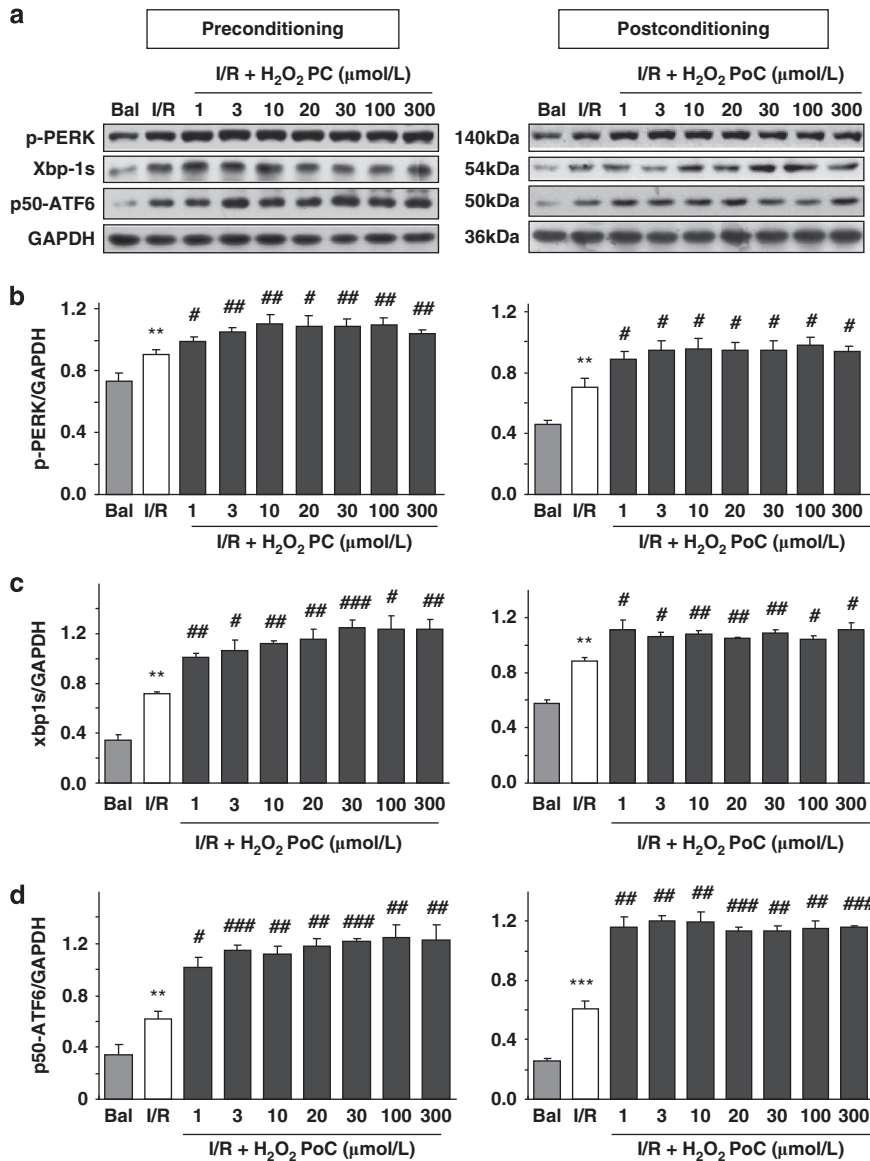 a
Preconditioning Postconditioning
I/R + H₂O₂ PC (μmol/L) I/R + H₂O₂ PoC (μmol/L)
Bal I/R 1 3 10 20 30 100 300 Bal I/R 1 3 10 20 30 100 300
p-PERK 140kDa
Xbp-1s 54kDa
p50-ATF6 50kDa
GAPDH 36kDa
b
p-PERK/GAPDH
1.2 0.8 0.4 0.0
** # ## ## # ## ## ##
Bal I/R 1 3 10 20 30 100 300
I/R + H₂O₂ PC (μmol/L)
1.2 0.8 0.4 0.0
** # # # # # # #
Bal I/R 1 3 10 20 30 100 300
I/R + H₂O₂ PoC (μmol/L)
c
xbp1s/GAPDH
1.6 1.2 0.8 0.4 0.0
** ## # ## ## ### # ##
Bal I/R 1 3 10 20 30 100 300
I/R + H₂O₂ PoC (μmol/L)
1.2 0.8 0.4 0.0
** # # ## ## ## # #
Bal I/R 1 3 10 20 30 100 300
I/R + H₂O₂ PoC (μmol/L)
d
p50-ATF6/GAPDH
1.6 1.2 0.8 0.4 0
** # ### ## ## ### ## ##
Bal I/R 1 3 10 20 30 100 300
I/R + H₂O₂ PoC (μmol/L)
1.2 0.8 0.4 0.0
*** ## ## ## ### ## ## ###
Bal I/R 1 3 10 20 30 100 300
I/R + H₂O₂ PoC (μmol/L)